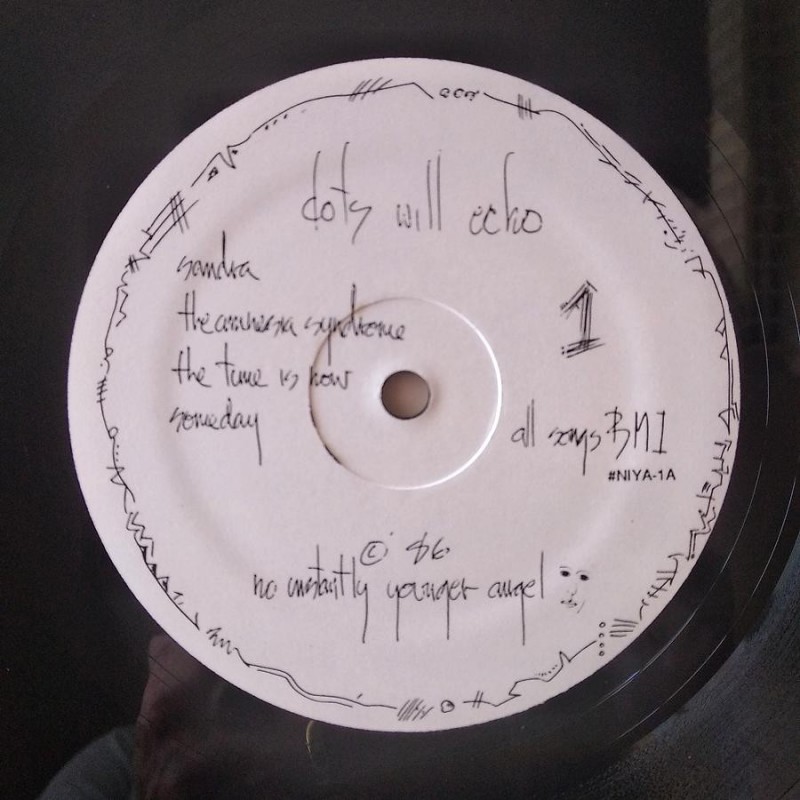 dots will echo
sandra
the amnesia syndrome
the time is now
someday
1
all songs BMI
#NIYA-1A
© '86
no instantly younger angel